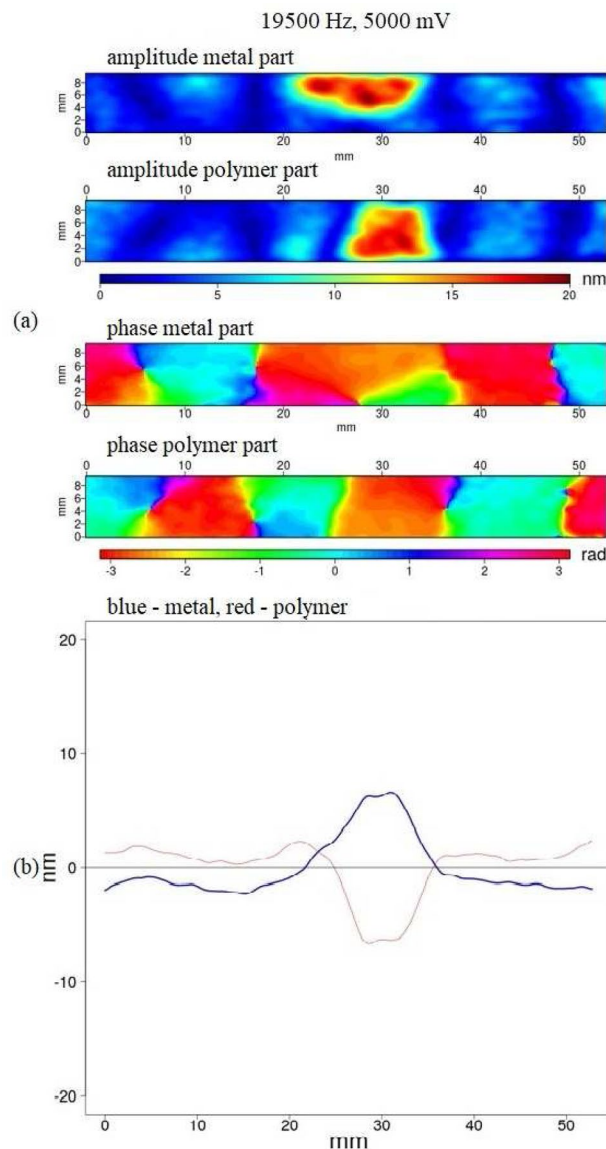 19500 Hz, 5000 mV
amplitude metal part
mm
8
6
4
2
0
0 10 20 30 40 50
mm
amplitude polymer part
0 10 20 30 40 50
mm
8
6
4
2
0
0 5 10 15 20 nm
(a)
phase metal part
mm
8
6
4
2
0
0 10 20 30 40 50
mm
phase polymer part
0 10 20 30 40 50
mm
8
6
4
2
0
-3 -2 -1 0 1 2 3 rad
blue - metal, red - polymer
20
10
(b) nm 0
-10
-20
0 10 20 30 40 50
mm